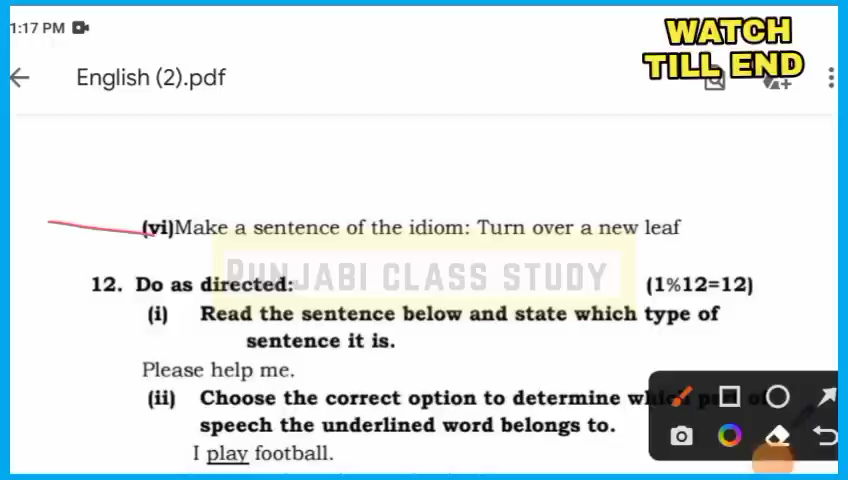 1:17 PM
WATCH
TILL END
English (2).pdf
(vi)Make a sentence of the idiom: Turn over a new leaf
PUNJABI CLASS STUDY
12. Do as directed: (1%12=12)
(i) Read the sentence below and state which type of
sentence it is.
Please help me.
(ii) Choose the correct option to determine which part of
speech the underlined word belongs to.
I play football.